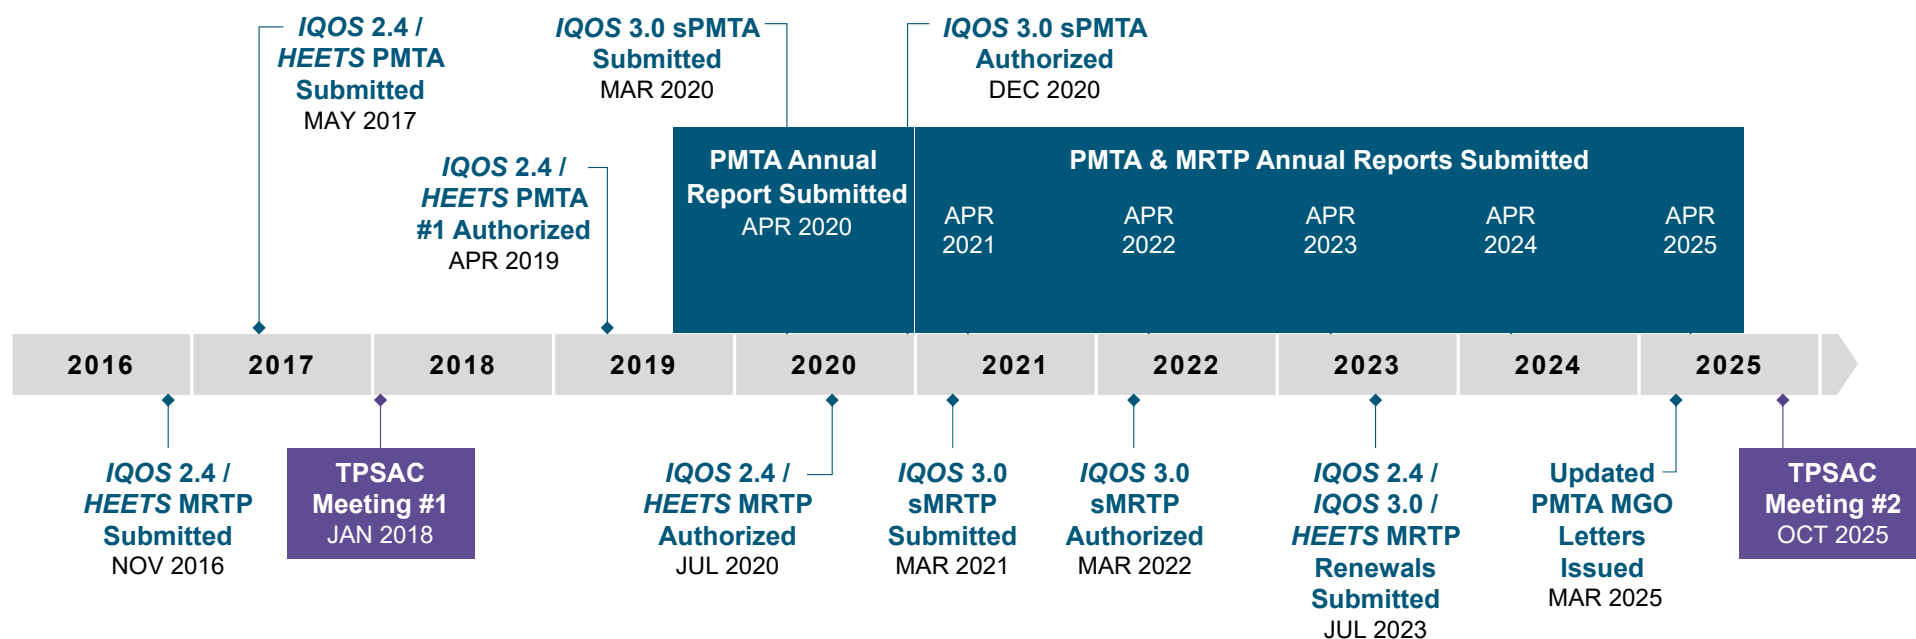 IQOS 2.4 /
HEETS PMTA
Submitted
MAY 2017
IQOS 3.0 sPMTA
Submitted
MAR 2020
IQOS 3.0 sPMTA
Authorized
DEC 2020
IQOS 2.4 /
HEETS PMTA
#1 Authorized
APR 2019
PMTA Annual
Report Submitted
APR 2020
PMTA & MRTP Annual Reports Submitted
APR
2021
APR
2022
APR
2023
APR
2024
APR
2025
2016
2017
2018
2019
2020
2021
2022
2023
2024
2025
IQOS 2.4 /
HEETS MRTP
Submitted
NOV 2016
TPSAC
Meeting #1
JAN 2018
IQOS 2.4 /
HEETS MRTP
Authorized
JUL 2020
IQOS 3.0
sMRTP
Submitted
MAR 2021
IQOS 3.0
sMRTP
Authorized
MAR 2022
IQOS 2.4 /
IQOS 3.0 /
HEETS MRTP
Renewals
Submitted
JUL 2023
Updated
PMTA MGO
Letters
Issued
MAR 2025
TPSAC
Meeting #2
OCT 2025